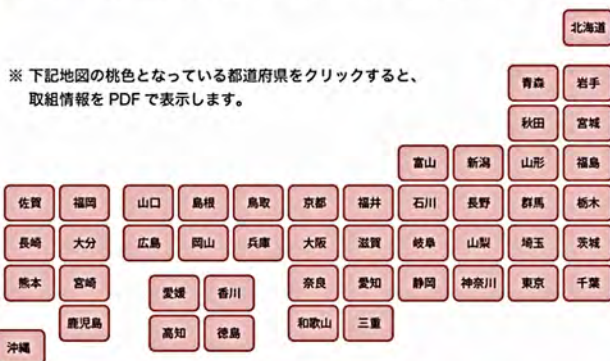 北海道
※ 下記地図の桃色となっている都道府県をクリックすると、
取組情報を PDF で表示します。
青森 岩手
秋田 宮城
富山 新潟 山形 福島
佐賀 福岡 山口 島根 鳥取 京都 福井 石川 長野 群馬 栃木
長崎 大分 広島 岡山 兵庫 大阪 滋賀 岐阜 山梨 埼玉 茨城
熊本 宮崎 愛媛 香川 奈良 愛知 静岡 神奈川 東京 千葉
鹿児島 高知 徳島 和歌山 三重
沖縄